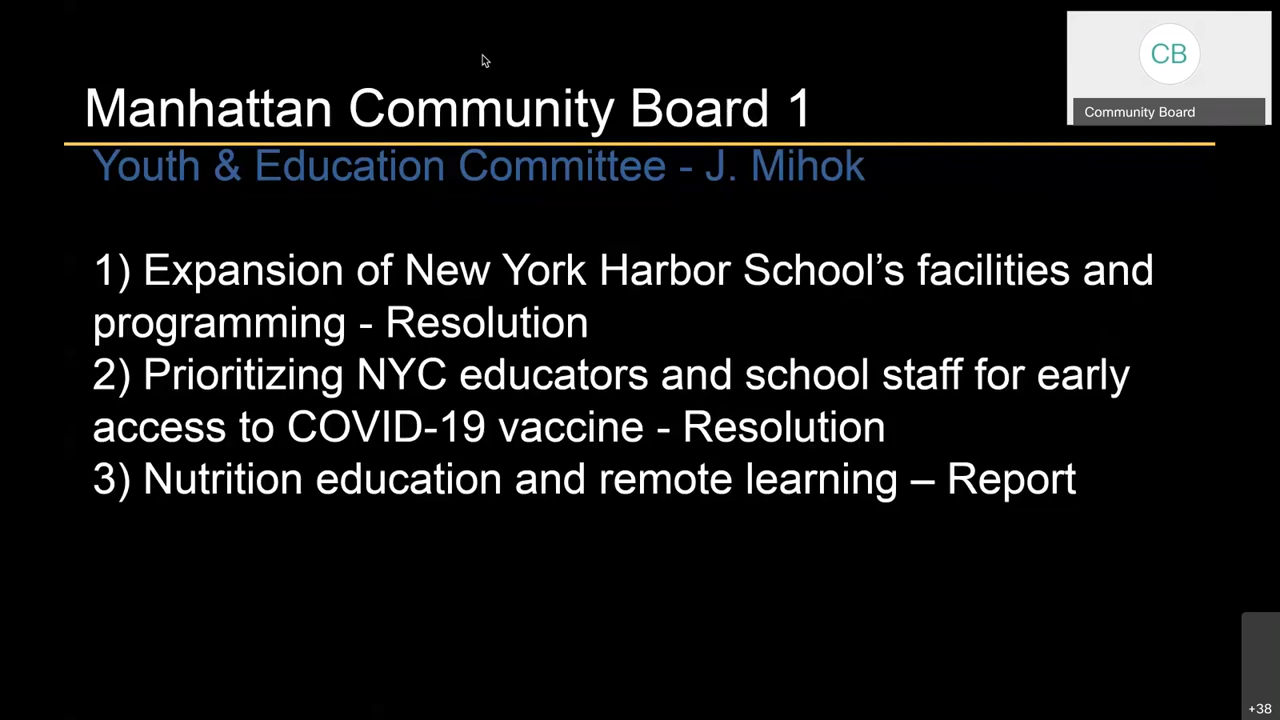 CB
Community Board
Manhattan Community Board 1
Youth & Education Committee - J. Mihok
1) Expansion of New York Harbor School’s facilities and
programming - Resolution
2) Prioritizing NYC educators and school staff for early
access to COVID-19 vaccine - Resolution
3) Nutrition education and remote learning – Report
+38